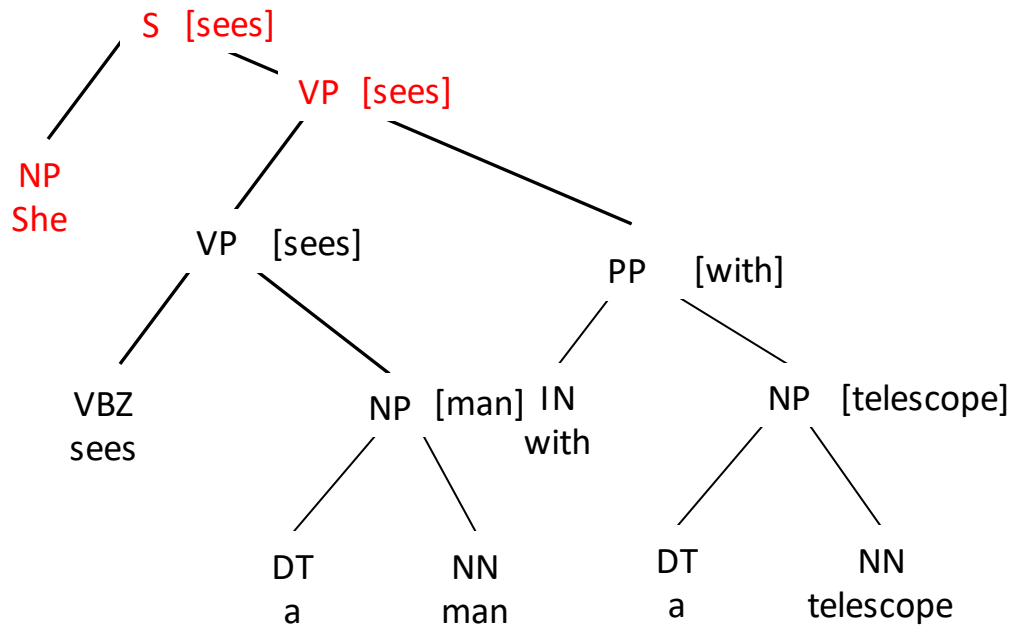 S [sees]
VP [sees]
NP
She
VP [sees]
PP [with]
VBZ
sees
NP [man]
IN
with
NP [telescope]
DT
a
NN
man
DT
a
NN
telescope